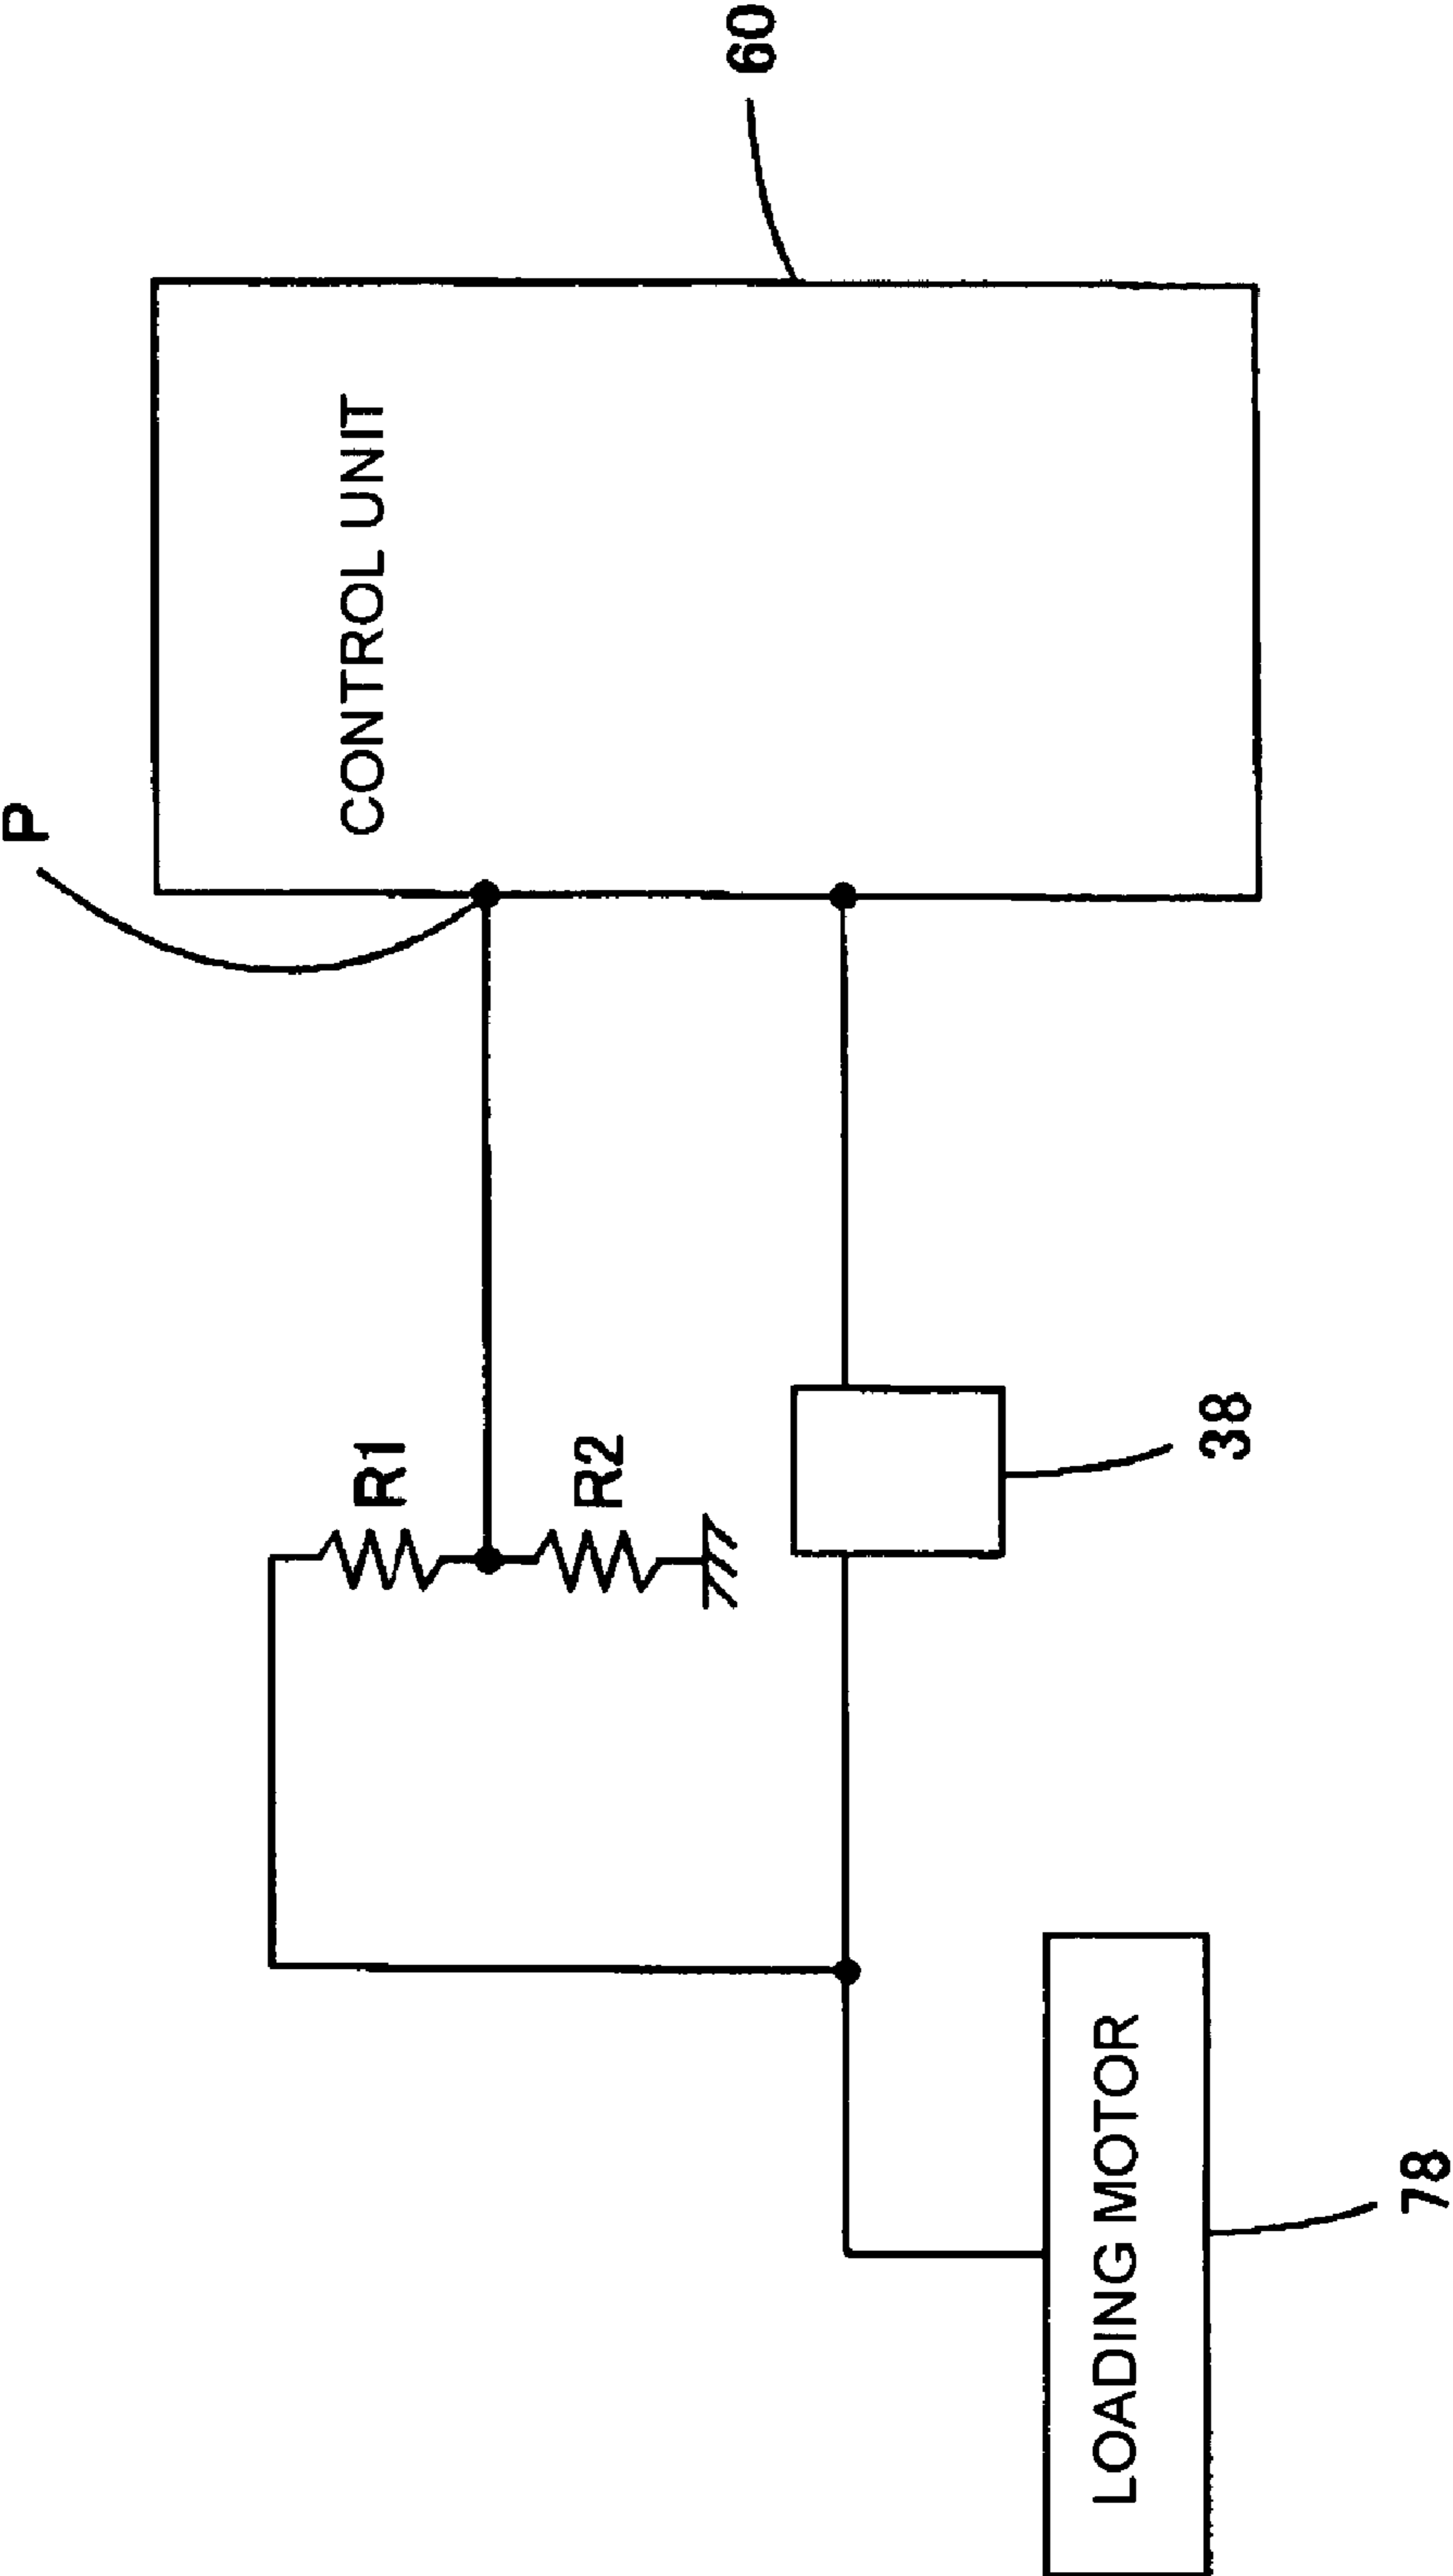 P
60
CONTROL UNIT
R1
R2
38
LOADING MOTOR
78